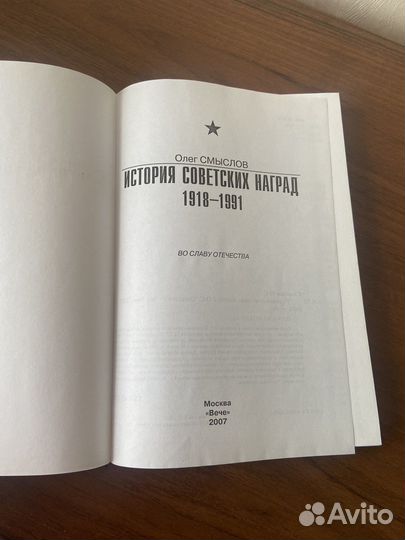 Олег СМЫСЛОВ
ИСТОРИЯ СОВЕТСКИХ НАГРАД
1918–1991
ВО СЛАВУ ОТЕЧЕСТВА
Москва
«Вече»
2007
Avito